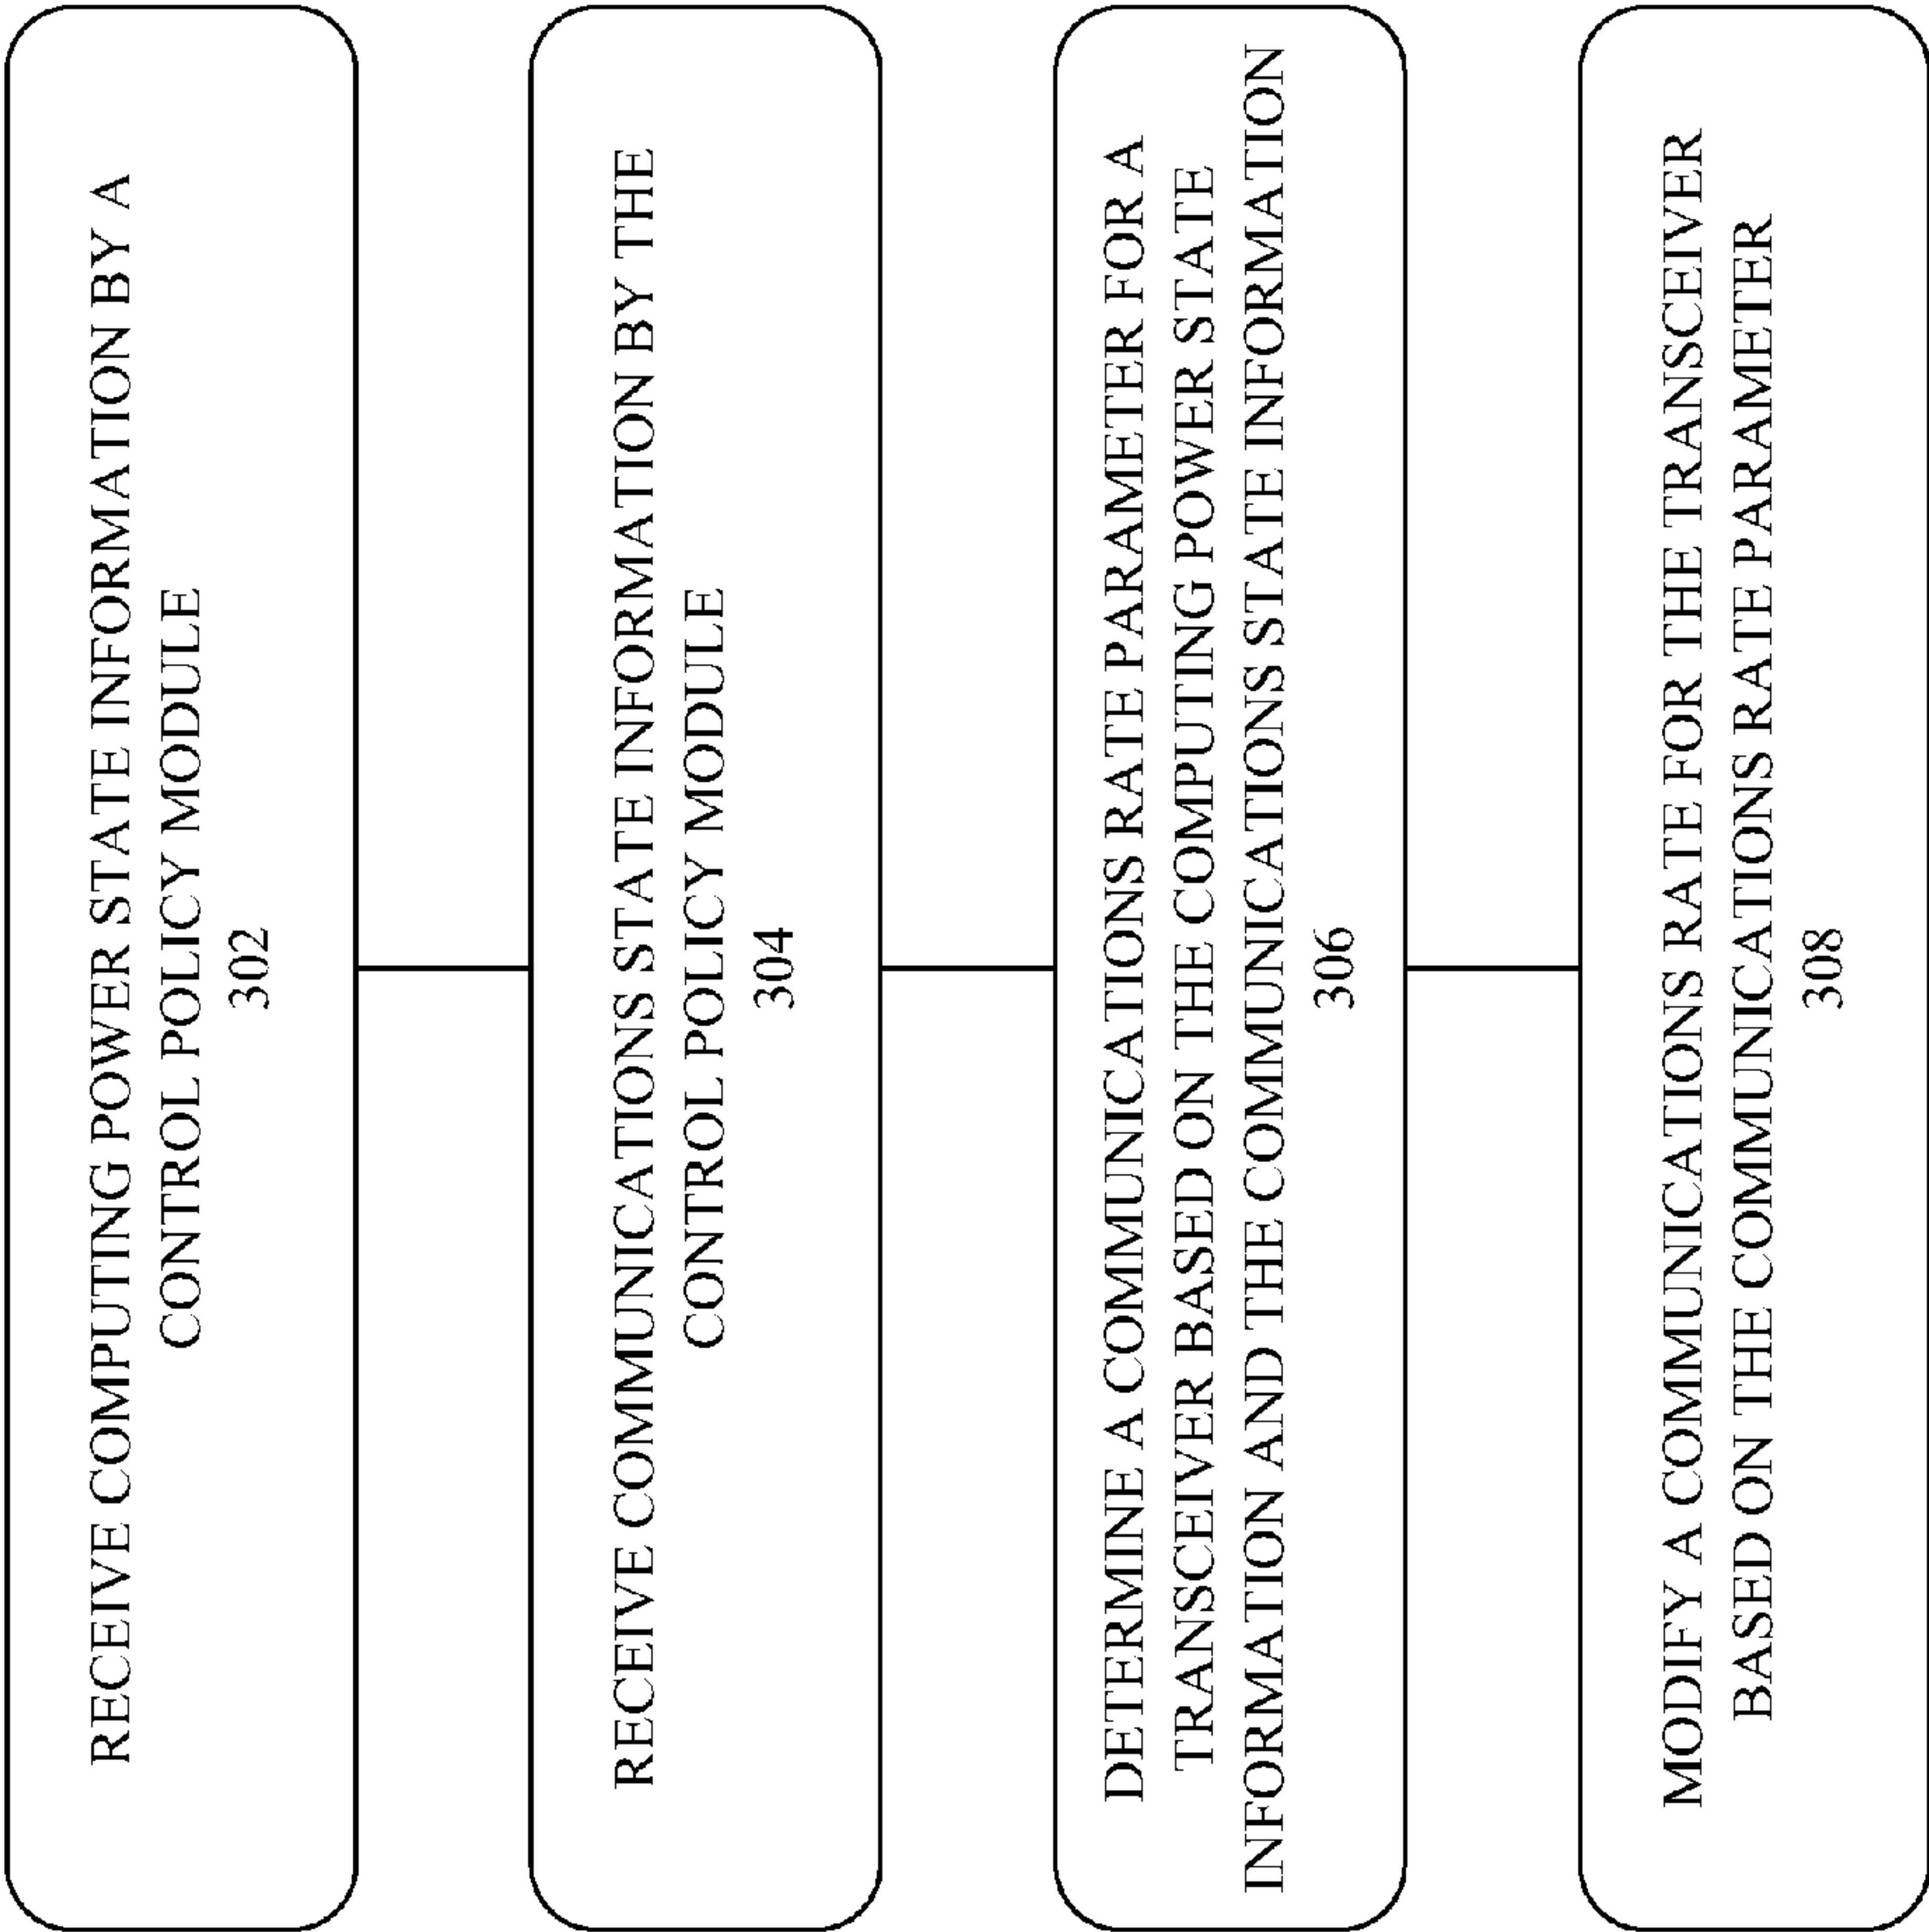 RECEIVE COMPUTING POWER STATE INFORMATION BY A
CONTROL POLICY MODULE
302
RECEIVE COMMUNICATIONS STATE INFORMATION BY THE
CONTROL POLICY MODULE
304
DETERMINE A COMMUNICATIONS RATE PARAMETER FOR A
TRANSCEIVER BASED ON THE COMPUTING POWER STATE
INFORMATION AND THE COMMUNICATIONS STATE INFORMATION
306
MODIFY A COMMUNICATIONS RATE FOR THE TRANSCEIVER
BASED ON THE COMMUNICATIONS RATE PARAMETER
308